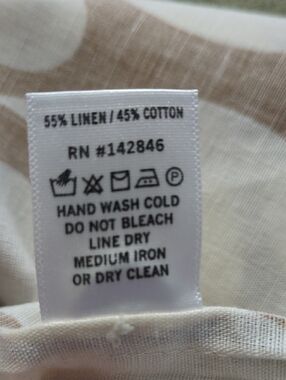 55% LINEN / 45% COTTON
RN #142846
P
HAND WASH COLD
DO NOT BLEACH
LINE DRY
MEDIUM IRON
OR DRY CLEAN